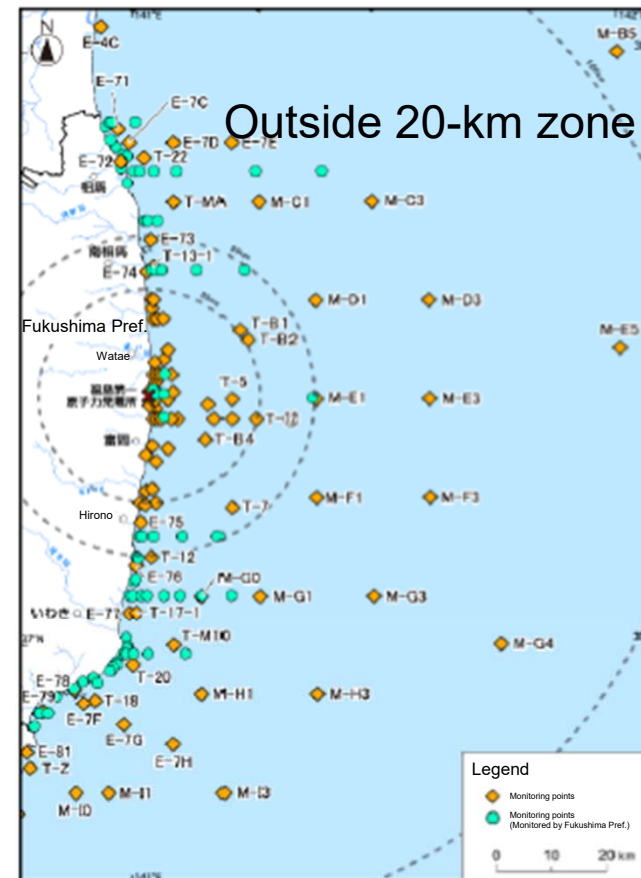 141°E
142
N
E-4C
M-B5
E-71
E-7C
Outside 20-km zone
E-7D
E-7E
E-72
T-22
相馬
T-MA
M-C1
M-C3
E-73
南相馬
T-13-1
E-74
M-D1
M-D3
Fukushima Pref.
T-B1
T-B2
M-E5
Watae
福島第一
原子力発電所
T-5
M-E1
M-E3
富岡
T-B4
Hirono
T-7
M-F1
M-F3
E-75
T-12
E-76
M-G0
M-G1
M-G3
いわき
E-77
T-17-1
37°N
T-M10
M-G4
T-20
E-78
E-79
T-18
M-H1
M-H3
E-7F
E-7G
E-7H
E-81
T-Z
M-I0
M-I1
M-I3
141°E
Legend
Monitoring points
Monitoring points
(Monitored by Fukushima Pref.)
0 10 20 km